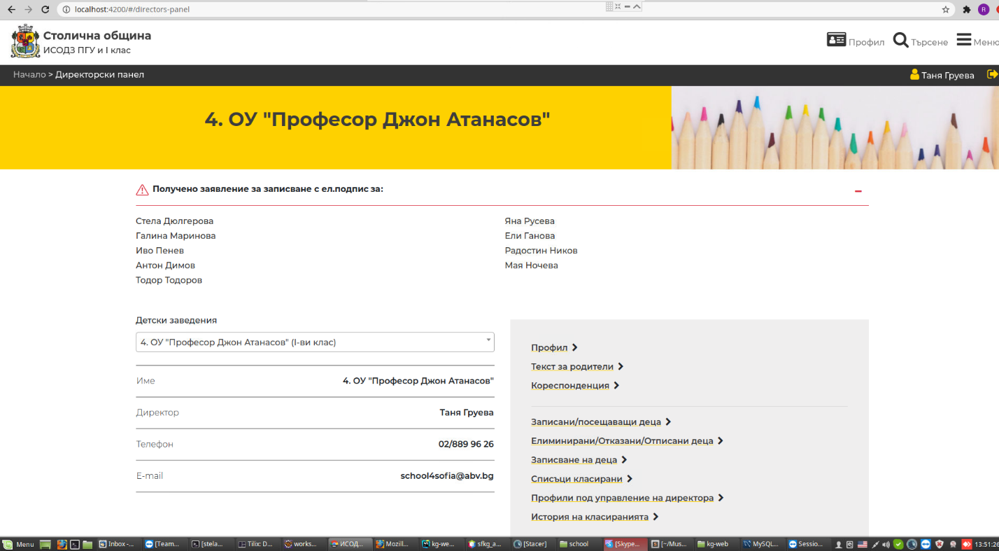 localhost:4200/#/directors-panel
R
Столична община
ИСОДЗ ПГУ и I клас
Профил
Търсене
Меню
Начало > Директорски панел
Таня Груева
4. ОУ "Професор Джон Атанасов"
Получено заявление за записване с ел.подпис за:
Стела Дюлгерова
Галина Маринова
Иво Пенев
Антон Димов
Тодор Тодоров
Яна Русева
Ели Ганова
Радостин Ников
Мая Ночева
Детски заведения
4. ОУ "Професор Джон Атанасов" (I-ви клас)
Име 4. ОУ "Професор Джон Атанасов"
Директор Таня Груева
Телефон 02/889 96 26
E-mail school4sofia@abv.bg
Профил
Текст за родители
Кореспонденция
Записани/посещаващи деца
Елиминирани/Отказани/Отписани деца
Записване на деца
Списъци класирани
Профили под управление на директора
История на класиранията
Menu Inbox -... [Team... [stela... Tilix: D... works... ИСОД... Mozill... kg-we... sfkg_a... [Stacer] school [Skype... [~/Mus... kg-web MySQL... Sessio... 13:51:26